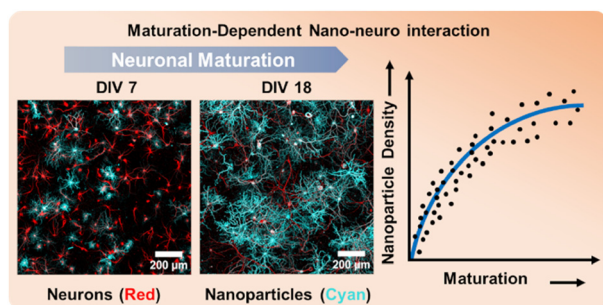 Maturation-Dependent Nano-neuro interaction
Neuronal Maturation
DIV 7
DIV 18
200 µm
200 µm
Neurons (Red)
Nanoparticles (Cyan)
Nanoparticle
Density
Maturation